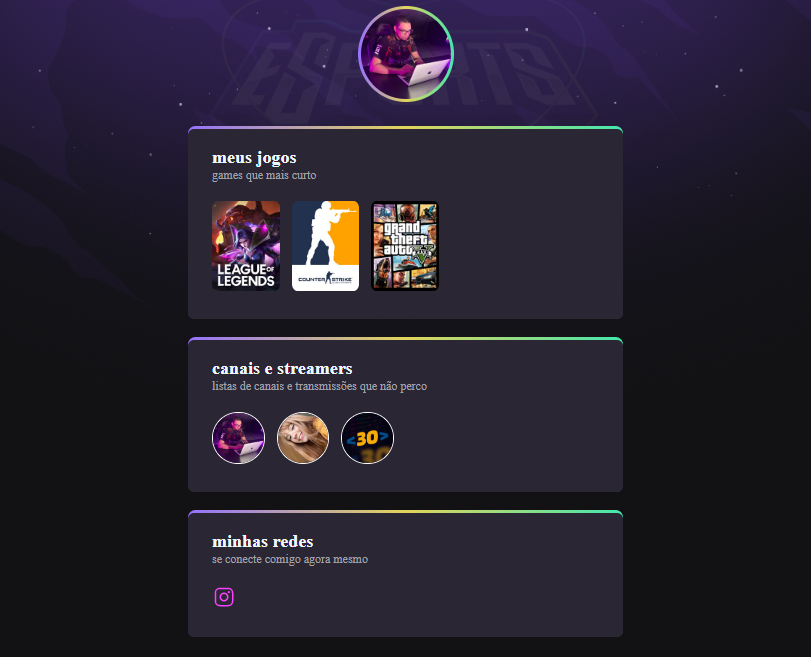 ESPORTS
meus jogos
games que mais curto
LEAGUE OF
LEGENDS
COUNTER STRIKE
grand
theft
auto
V
canais e streamers
listas de canais e transmissões que não perco
<30>
minhas redes
se conecte comigo agora mesmo